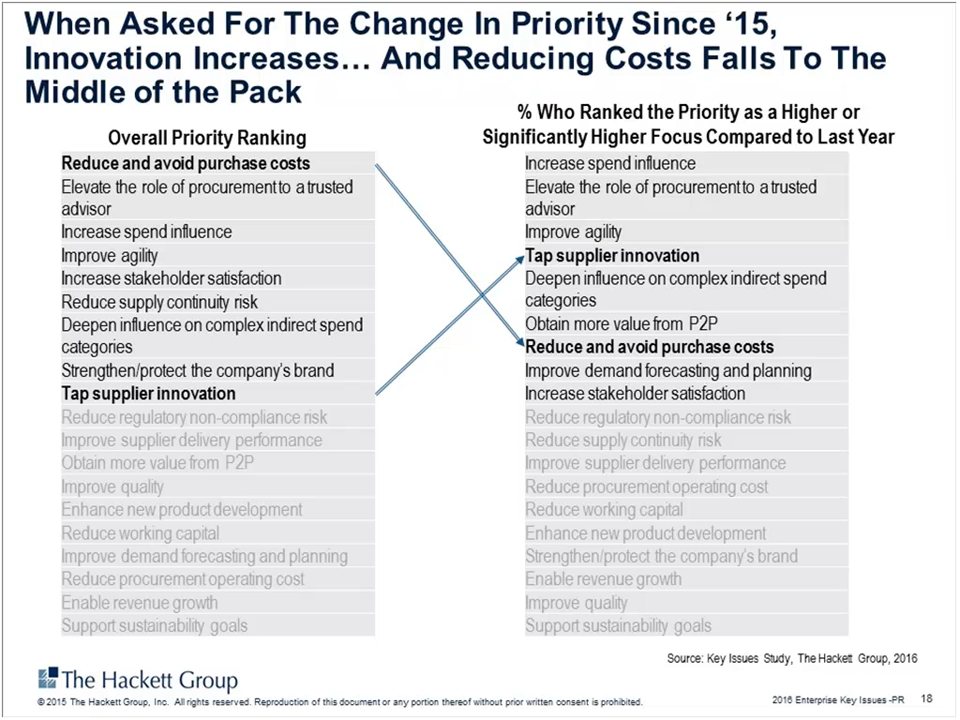 When Asked For The Change In Priority Since ‘15,
Innovation Increases… And Reducing Costs Falls To The
Middle of the Pack
Overall Priority Ranking
Reduce and avoid purchase costs
Elevate the role of procurement to a trusted
advisor
Increase spend influence
Improve agility
Increase stakeholder satisfaction
Reduce supply continuity risk
Deepen influence on complex indirect spend
categories
Strengthen/protect the company’s brand
Tap supplier innovation
Reduce regulatory non-compliance risk
Improve supplier delivery performance
Obtain more value from P2P
Improve quality
Enhance new product development
Reduce working capital
Improve demand forecasting and planning
Reduce procurement operating cost
Enable revenue growth
Support sustainability goals
% Who Ranked the Priority as a Higher or
Significantly Higher Focus Compared to Last Year
Increase spend influence
Elevate the role of procurement to a trusted
advisor
Improve agility
Tap supplier innovation
Deepen influence on complex indirect spend
categories
Obtain more value from P2P
Reduce and avoid purchase costs
Improve demand forecasting and planning
Increase stakeholder satisfaction
Reduce regulatory non-compliance risk
Reduce supply continuity risk
Improve supplier delivery performance
Reduce procurement operating cost
Reduce working capital
Enhance new product development
Strengthen/protect the company’s brand
Enable revenue growth
Improve quality
Support sustainability goals
Source: Key Issues Study, The Hackett Group, 2016
The Hackett Group
© 2015 The Hackett Group, Inc. All rights reserved. Reproduction of this document or any portion thereof without prior written consent is prohibited.
2016 Enterprise Key Issues -PR 18